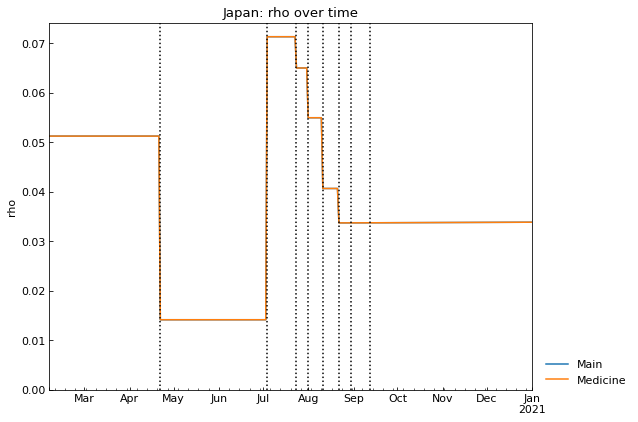 Japan: rho over time
0.07
0.06
0.05
0.04
0.03
0.02
0.01
0.00
rho
Mar Apr May Jun Jul Aug Sep Oct Nov Dec Jan
2021
Main
Medicine